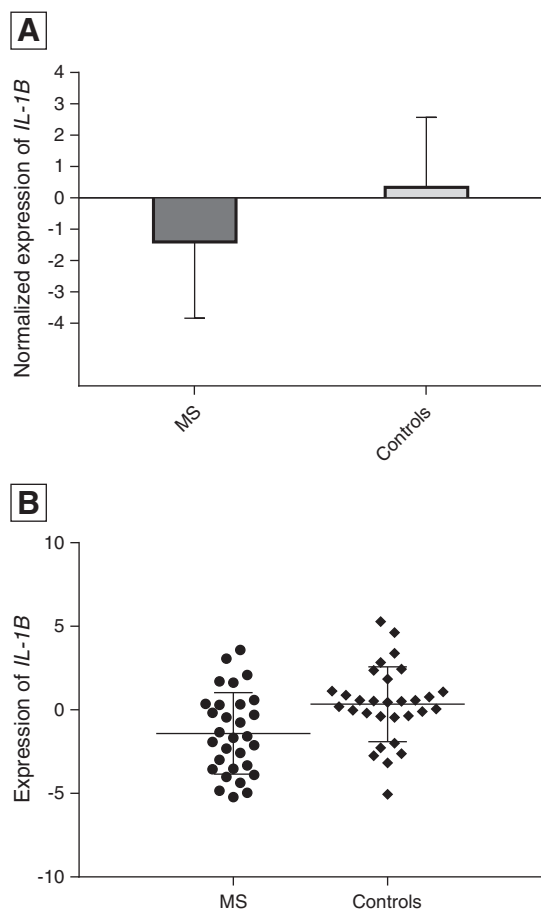 A
Normalized expression of IL-1B
4
3
2
1
0
-1
-2
-3
-4
MS
Controls
B
Expression of IL-1B
10
5
0
-5
-10
MS
Controls